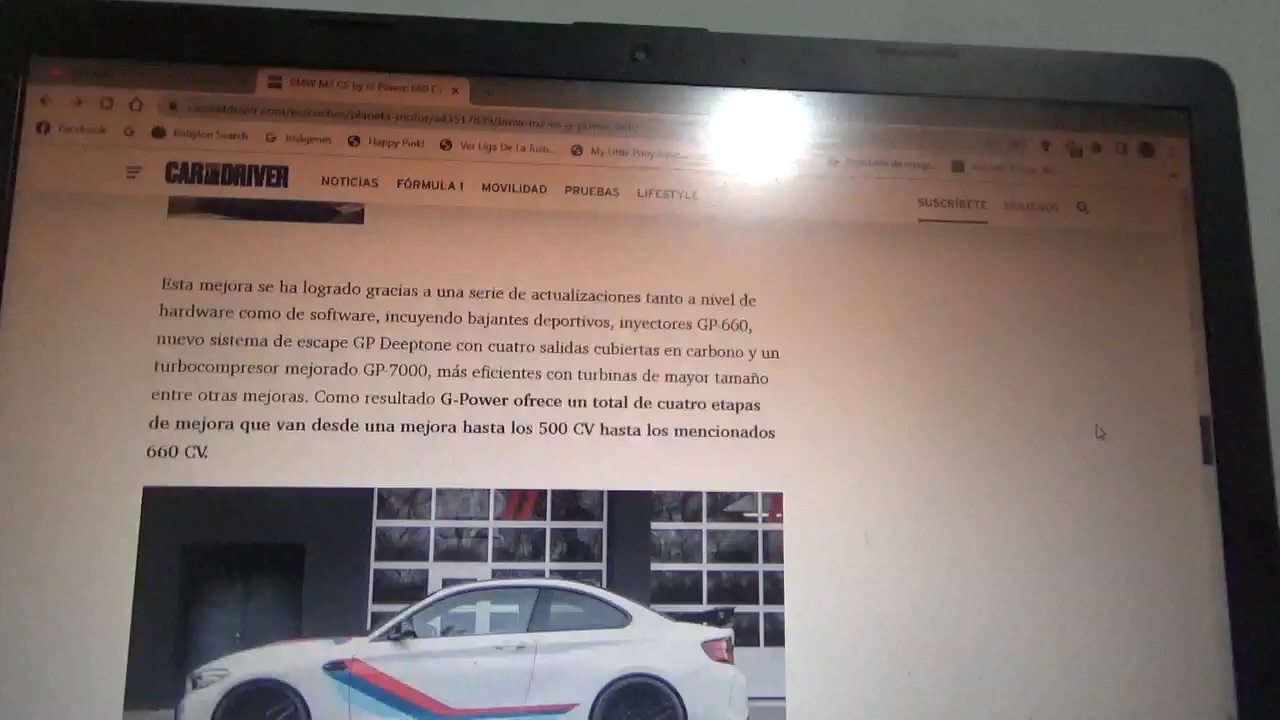 BMW M2 CS by G-Power: 660 C
Facebook
Babylon Search
Imágenes
Happy Pink!
Ver Liga De La Justi...
My Little Pony
CAR AND DRIVER
NOTICIAS FÓRMULA 1 MOVILIDAD PRUEBAS LIFESTYLE
SUSCRÍBETE SÍGUENOS
Esta mejora se ha logrado gracias a una serie de actualizaciones tanto a nivel de
hardware como de software, incuyendo bajantes deportivos, inyectores GP-660,
nuevo sistema de escape GP Deeptone con cuatro salidas cubiertas en carbono y un
turbocompresor mejorado GP-7000, más eficientes con turbinas de mayor tamaño
entre otras mejoras. Como resultado G-Power ofrece un total de cuatro etapas
de mejora que van desde una mejora hasta los 500 CV hasta los mencionados
660 CV.